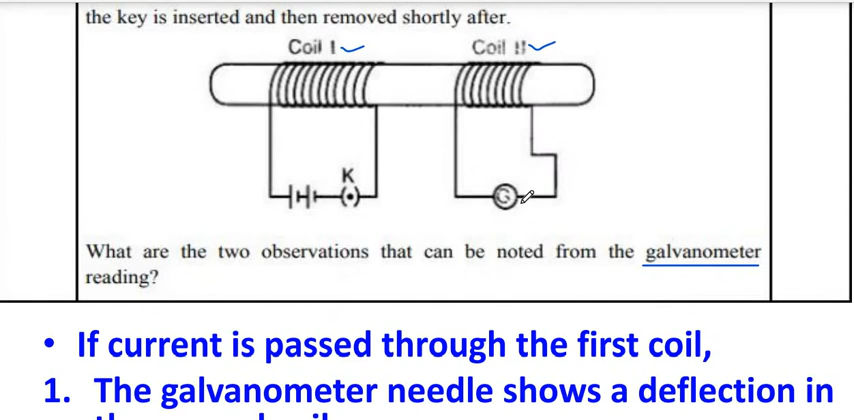 the key is inserted and then removed shortly after.
Coil I Coil II
K
G
What are the two observations that can be noted from the galvanometer
reading?
• If current is passed through the first coil,
1. The galvanometer needle shows a deflection in